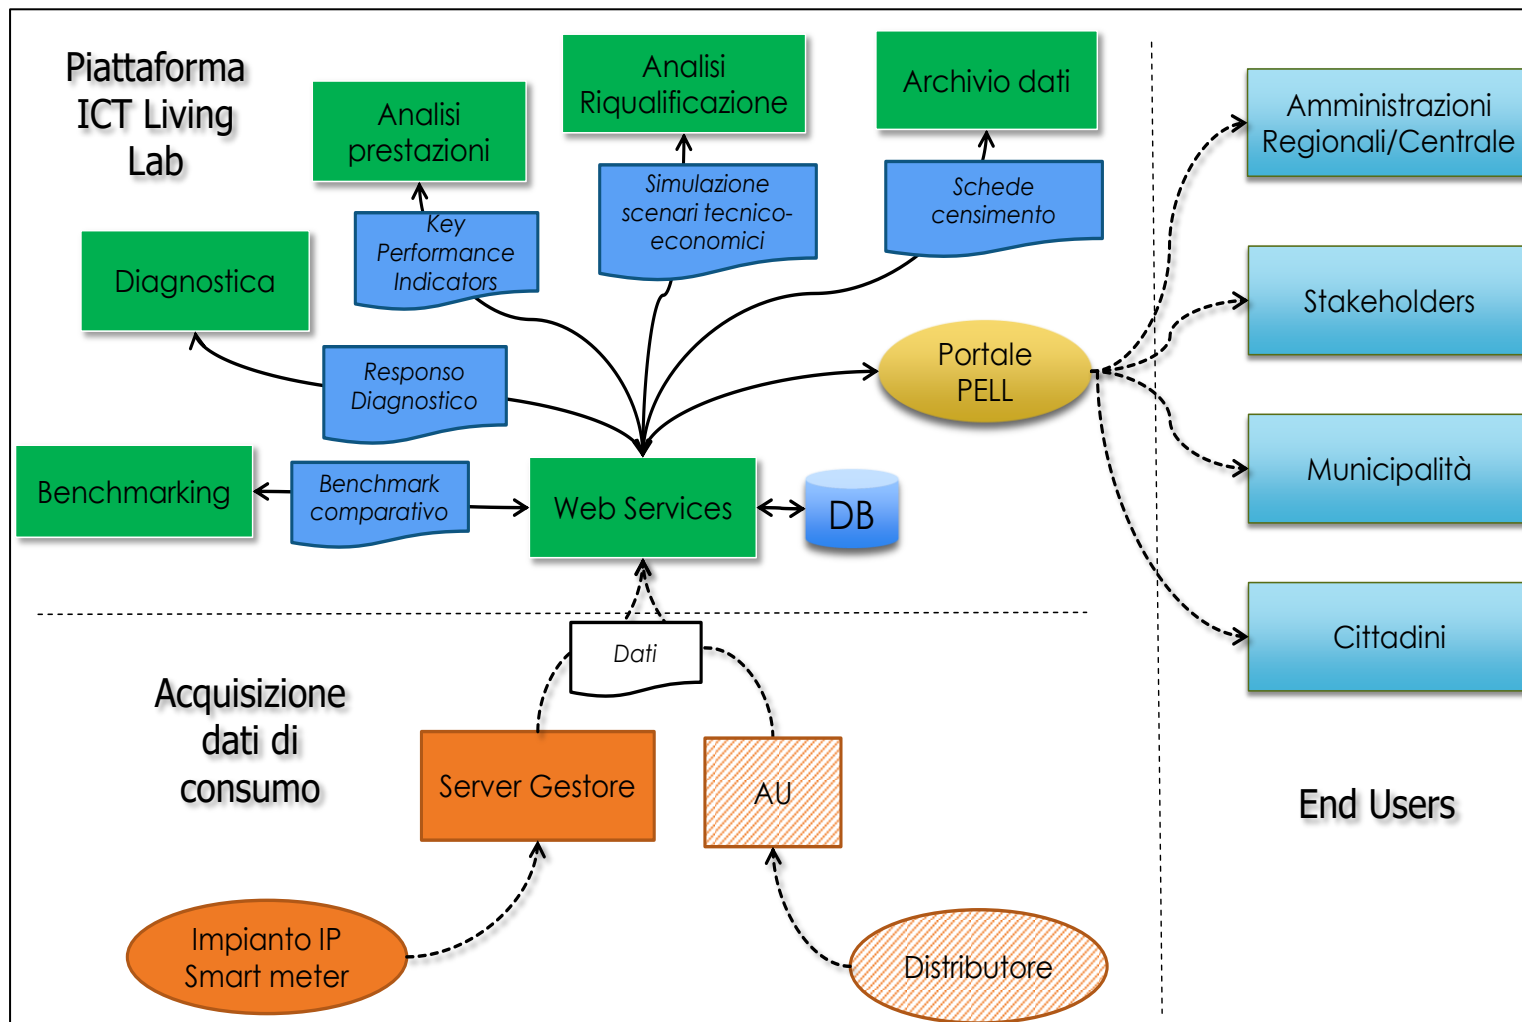 Piattaforma
ICT Living
Lab
Analisi
prestazioni
Analisi
Riqualificazione
Archivio dati
Amministrazioni
Regionali/Centrale
Key
Performance
Indicators
Simulazione
scenari tecnico-
economici
Schede
censimento
Diagnostica
Stakeholders
Responso
Diagnostico
Portale
PELL
Benchmarking
Benchmark
comparativo
Web Services
DB
Municipalità
Dati
Cittadini
Acquisizione
dati di
consumo
Server Gestore
AU
End Users
Impianto IP
Smart meter
Distributore